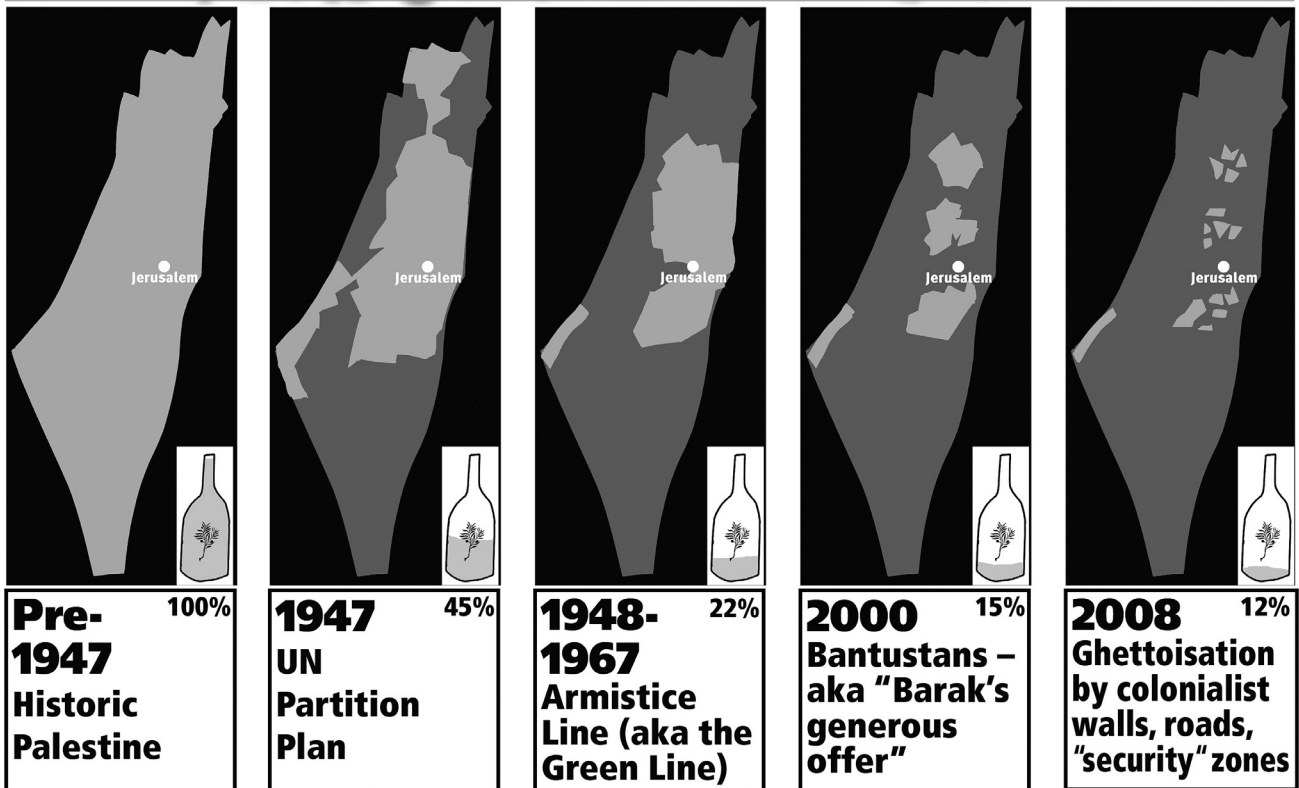 Jerusalem
Jerusalem
Jerusalem
Jerusalem
Jerusalem
Pre- 100%
1947
Historic
Palestine
1947 45%
UN
Partition
Plan
1948- 22%
1967
Armistice
Line (aka the
Green Line)
2000 15%
Bantustans –
aka “Barak’s
generous
offer”
2008 12%
Ghettoisation
by colonialist
walls, roads,
“security“ zones